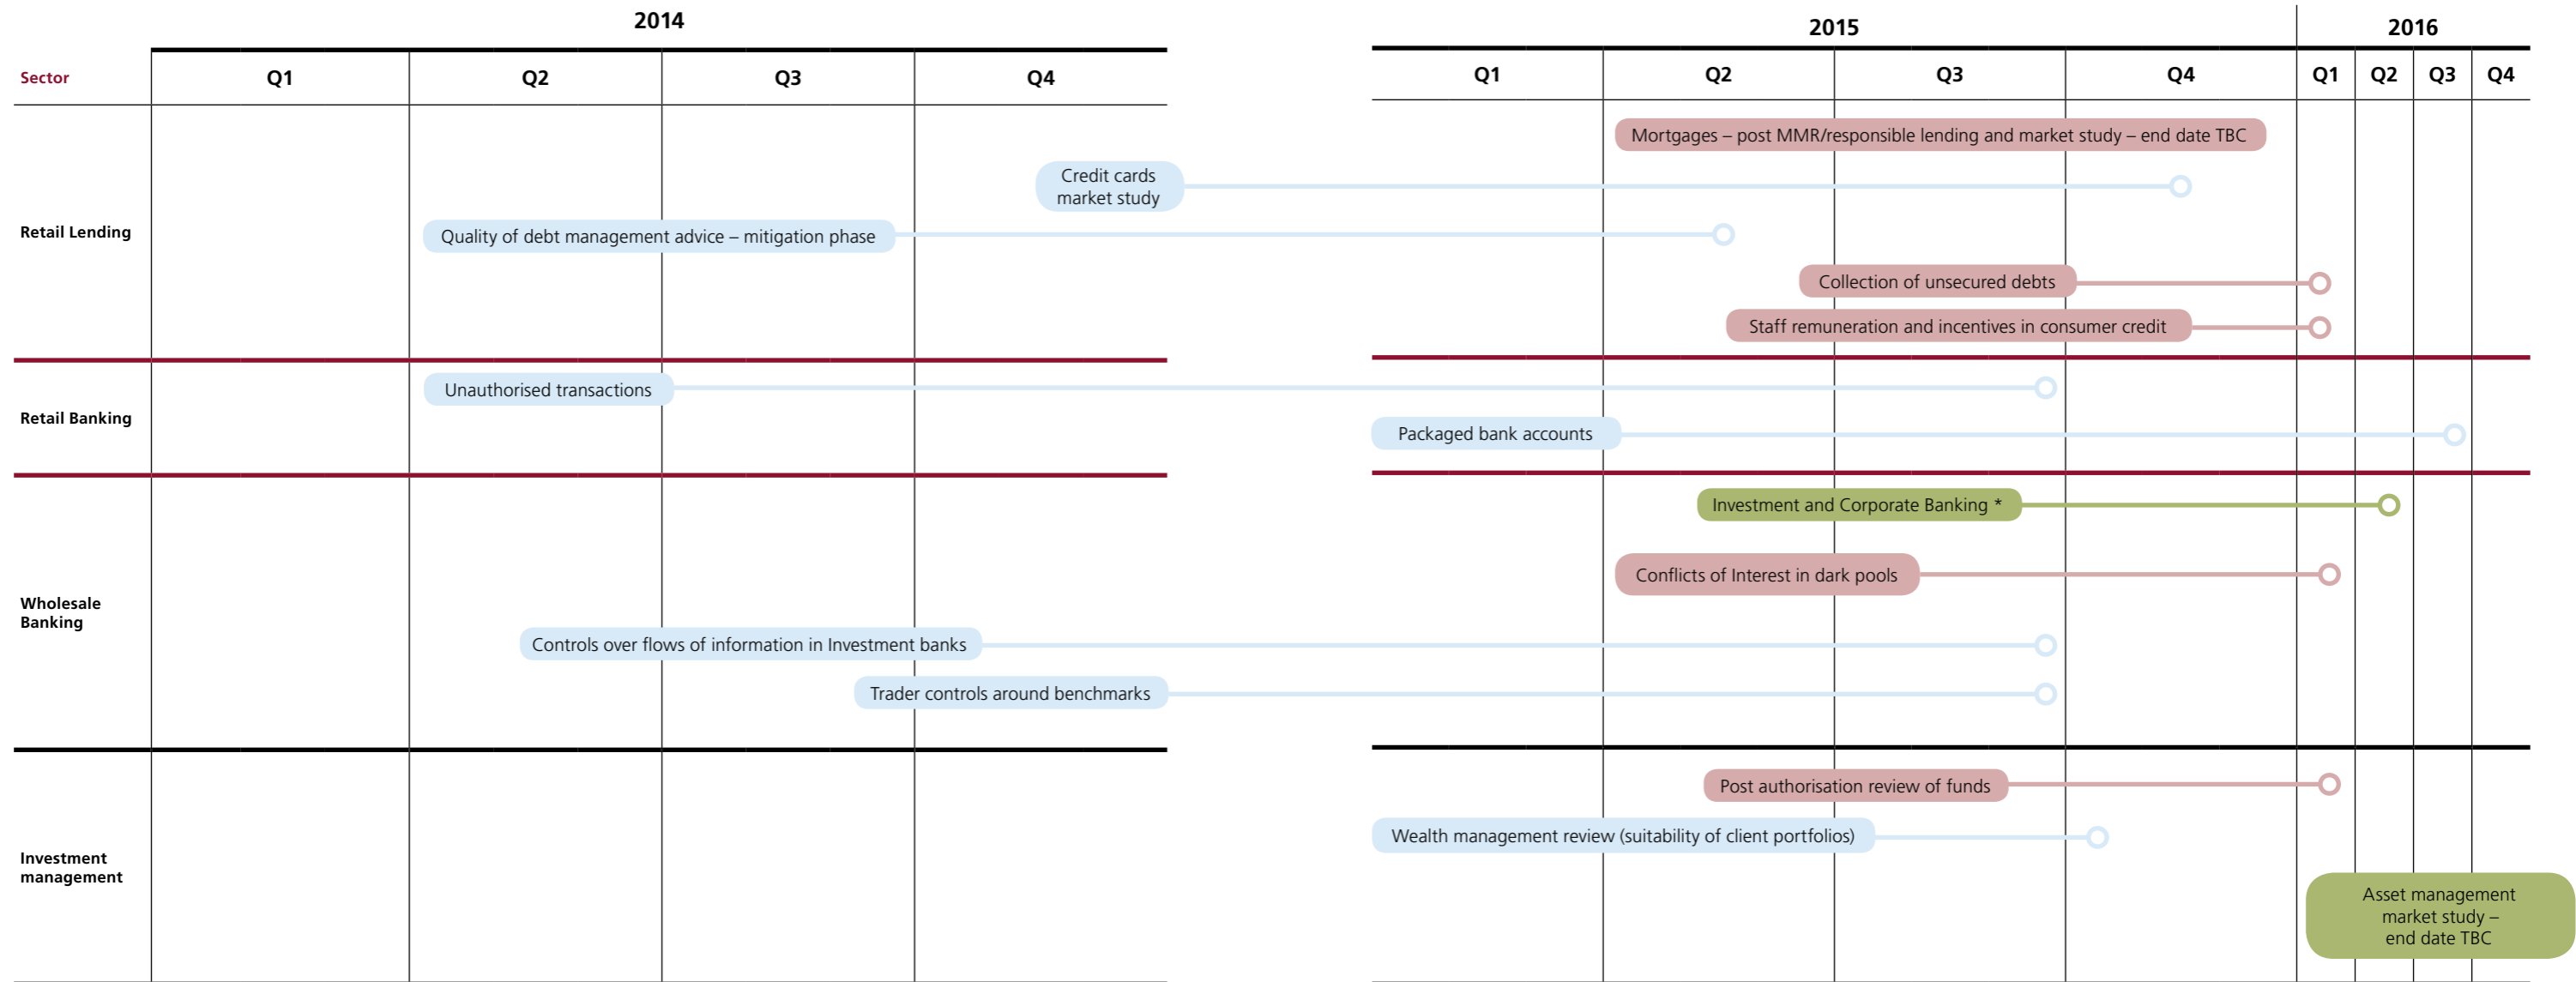 2014
2015
2016
Sector
Q1
Q2
Q3
Q4
Q1
Q2
Q3
Q4
Q1
Q2
Q3
Q4
Retail Lending
Mortgages – post MMR/responsible lending and market study – end date TBC
Credit cards
market study
Quality of debt management advice – mitigation phase
Collection of unsecured debts
Staff remuneration and incentives in consumer credit
Retail Banking
Unauthorised transactions
Packaged bank accounts
Wholesale
Banking
Investment and Corporate Banking *
Conflicts of Interest in dark pools
Controls over flows of information in Investment banks
Trader controls around benchmarks
Investment
management
Post authorisation review of funds
Wealth management review (suitability of client portfolios)
Asset management
market study –
end date TBC